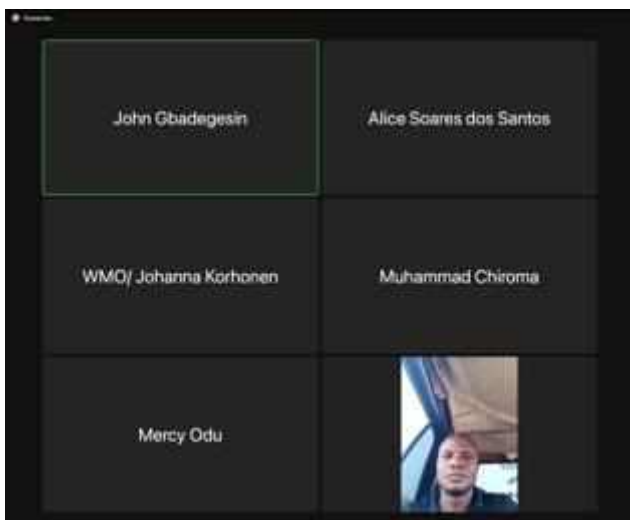 John Gbadegesin
Alice Soares dos Santos
WMO/ Johanna Korhonen
Muhammad Chiroma
Mercy Odu